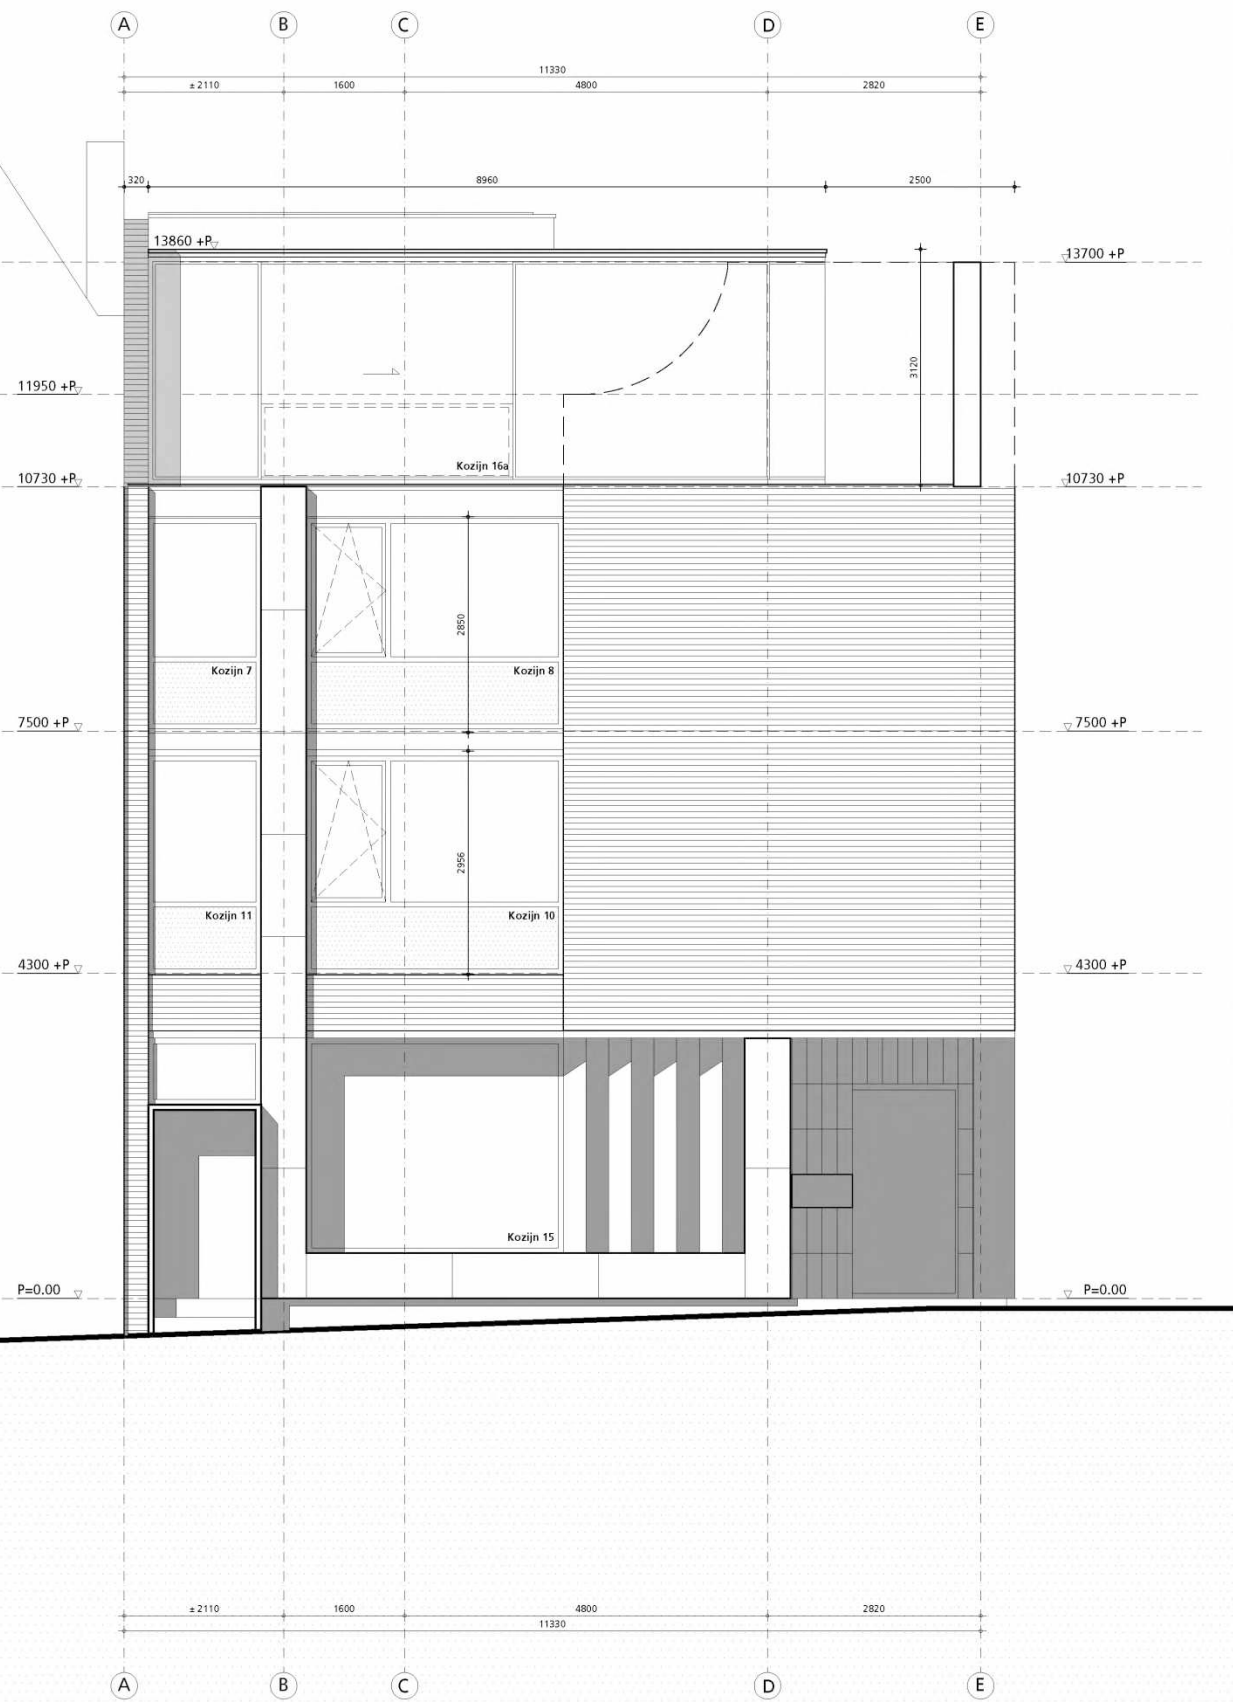 A B C D E
11330
± 2110 1600 4800 2820
320 8960 2500
13860 +P
13700 +P
3120
11950 +P
Kozijn 16a
10730 +P 10730 +P
2850
Kozijn 7 Kozijn 8
7500 +P 7500 +P
2956
Kozijn 11 Kozijn 10
4300 +P 4300 +P
Kozijn 15
P=0.00 P=0.00
± 2110 1600 4800 2820
11330
A B C D E